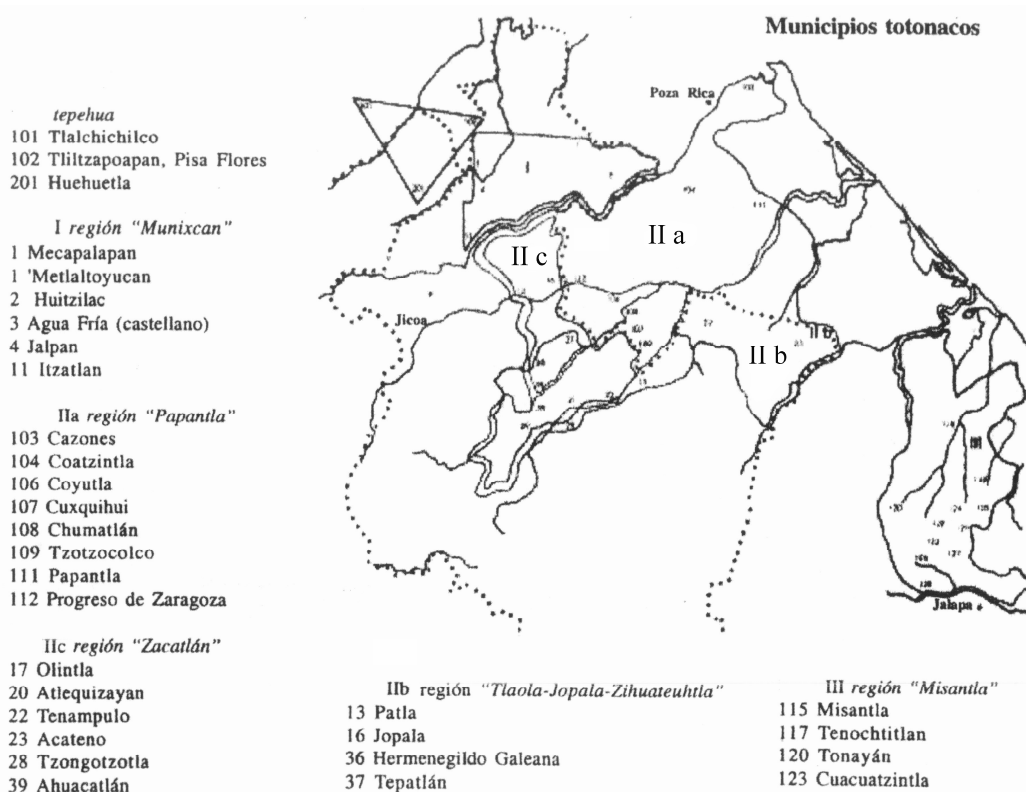 Municipios totonacos
Poza Rica
II a
II c
Jicoa
II b
II b
Jalapa
tepehua
101 Tlalchichilco
102 Tliltzapoapan, Pisa Flores
201 Huehuetla
I región "Munixcan"
1 Mecapalapan
1 'Metlaltoyucan
2 Huitzilac
3 Agua Fría (castellano)
4 Jalpan
11 Itzatlan
IIa región "Papantla"
103 Cazones
104 Coatzintla
106 Coyutla
107 Cuxquihui
108 Chumatlán
109 Tzotzocolco
111 Papantla
112 Progreso de Zaragoza
IIc región "Zacatlán"
17 Olintla
20 Atlequizayan
22 Tenampulo
23 Acateno
28 Tzongotzotla
39 Ahuacatlán
IIb región "Tlaola-Jopala-Zihuateuhtla"
13 Patla
16 Jopala
36 Hermenegildo Galeana
37 Tepatlán
III región "Misantla"
115 Misantla
117 Tenochtitlan
120 Tonayán
123 Cuacuatzintla